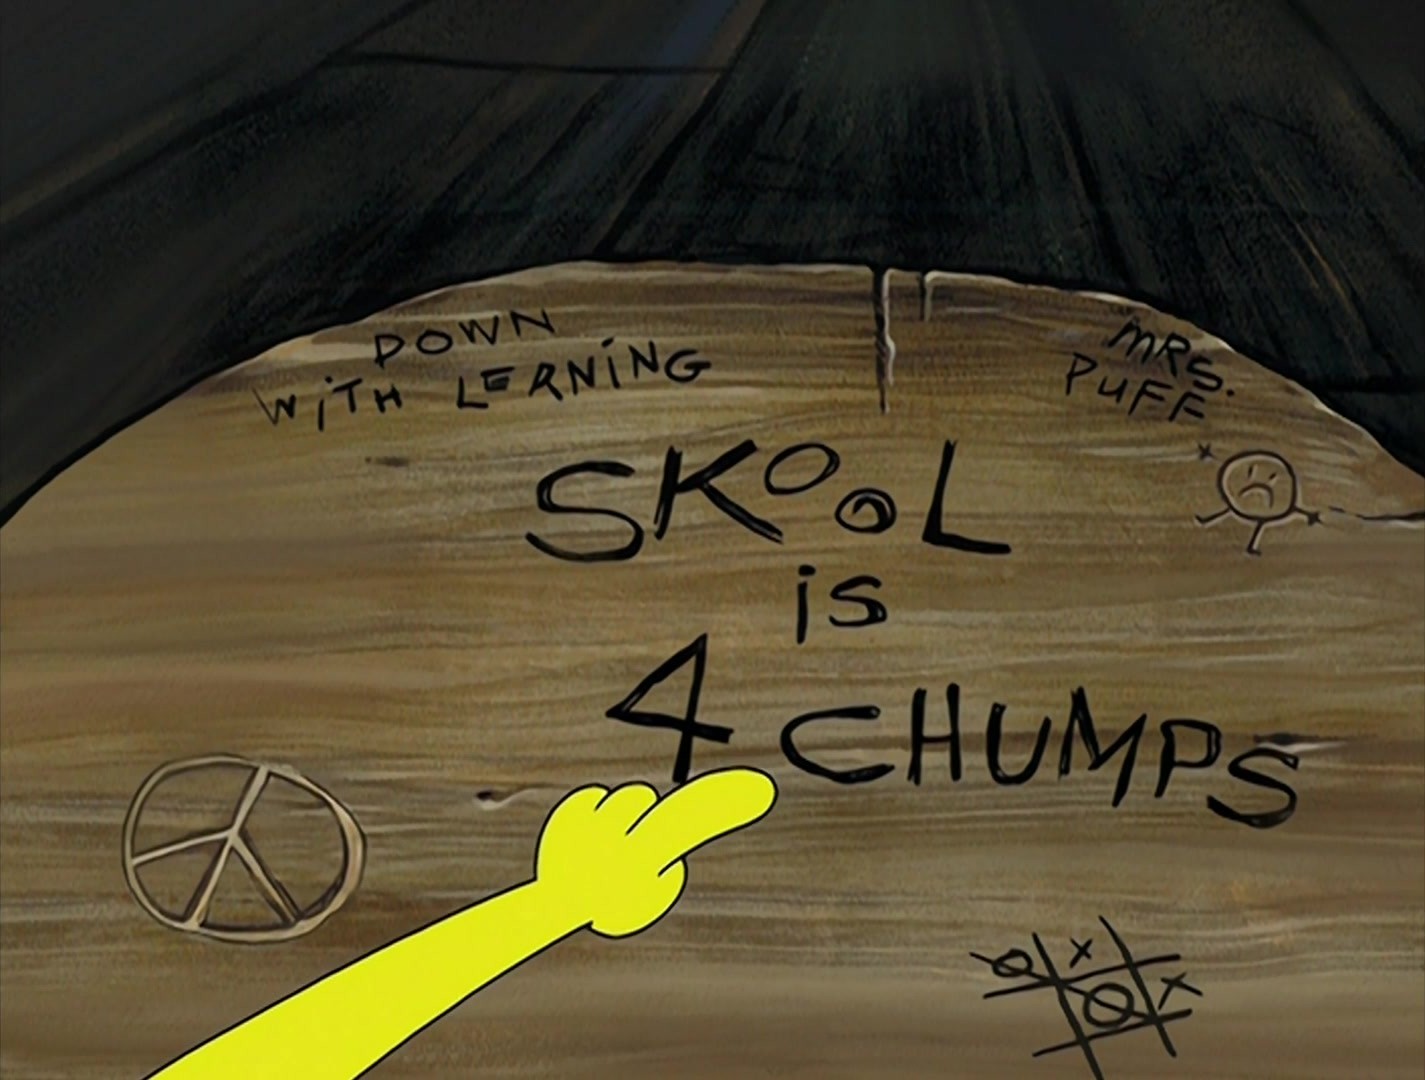 DOWN
WiTH LERNiNG
MRS.
PUFF
SKOOL
is
4 CHUMPS